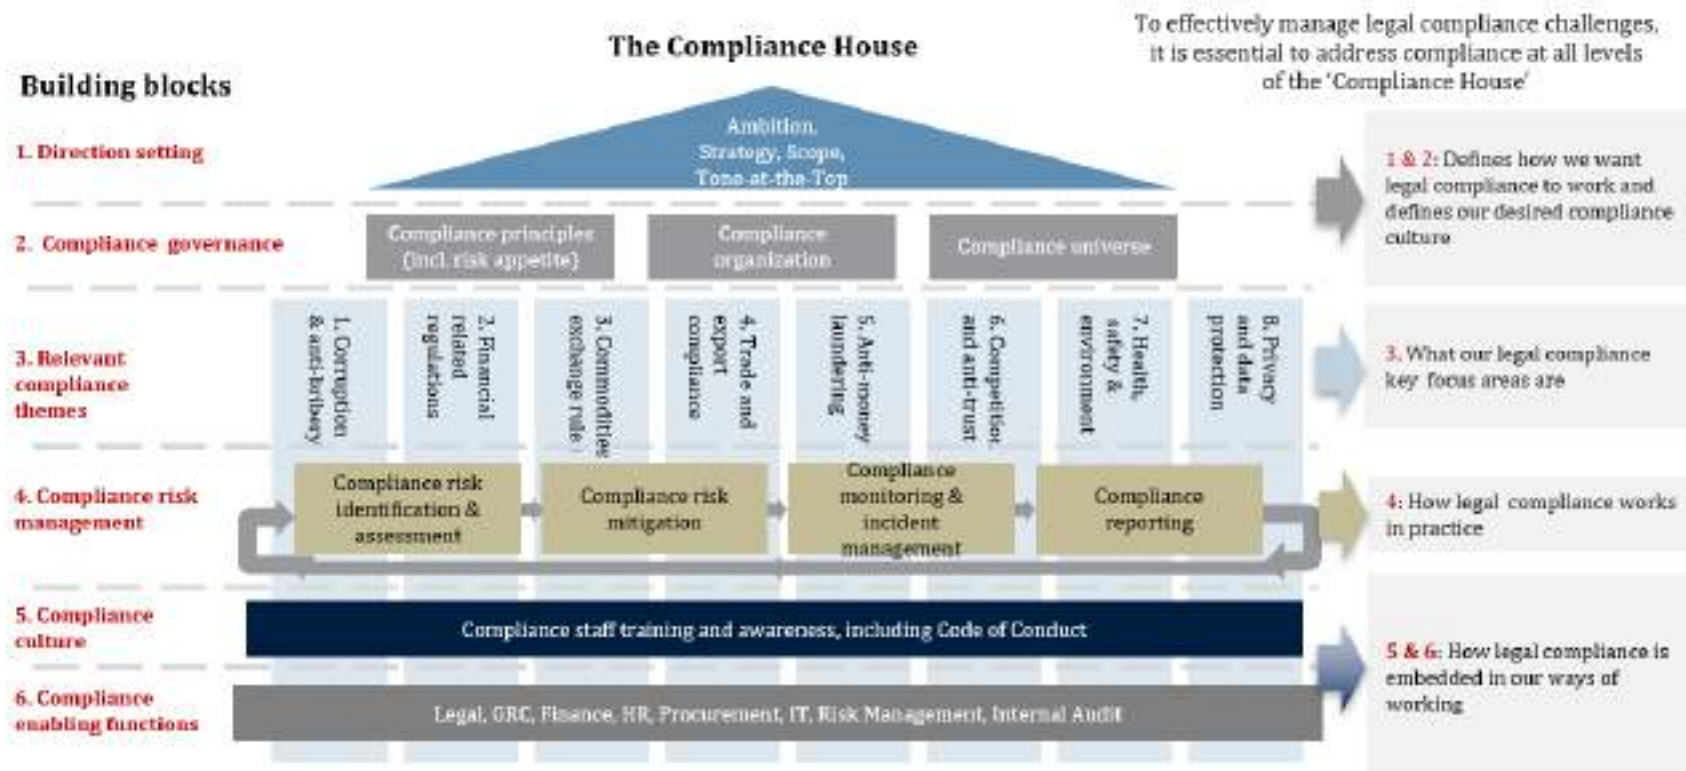 The Compliance House
To effectively manage legal compliance challenges,
it is essential to address compliance at all levels
of the 'Compliance House'
Building blocks
1. Direction setting
Ambition,
Strategy, Scope,
Tone-at-the-Top
1 & 2: Defines how we want
legal compliance to work and
defines our desired compliance
culture
2. Compliance governance
Compliance principles
(incl. risk appetite)
Compliance
organization
Compliance universe
3. Relevant
compliance
themes
1. Corruption
& anti-bribery
2. Financial
related
regulations
3. Commodities
exchange rule
4. Trade and
export
compliance
5. Anti-money
laundering
6. Competition
and anti-trust
7. Health,
safety &
environment
8. Privacy
and data
protection
3. What our legal compliance
key focus areas are
4. Compliance risk
management
Compliance risk
identification &
assessment
Compliance risk
mitigation
Compliance
monitoring &
incident
management
Compliance
reporting
4: How legal compliance works
in practice
5. Compliance
culture
Compliance staff training and awareness, including Code of Conduct
5 & 6: How legal compliance is
embedded in our ways of
working
6. Compliance
enabling functions
Legal, GRC, Finance, HR, Procurement, IT, Risk Management, Internal Audit